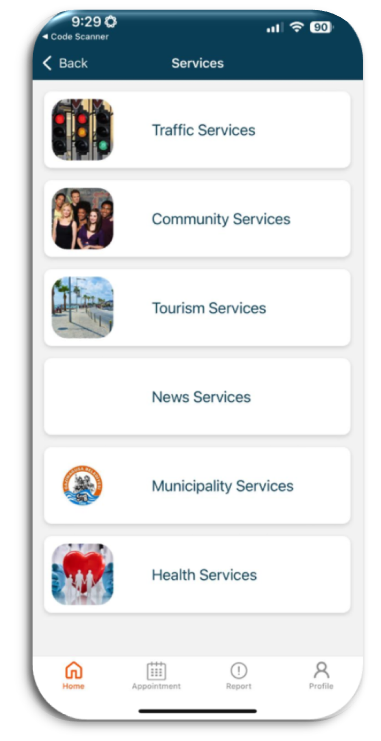 9:29
90
◂ Code Scanner
Back
Services
Traffic Services
Community Services
Tourism Services
News Services
Municipality Services
Health Services
Home
Appointment
Report
Profile